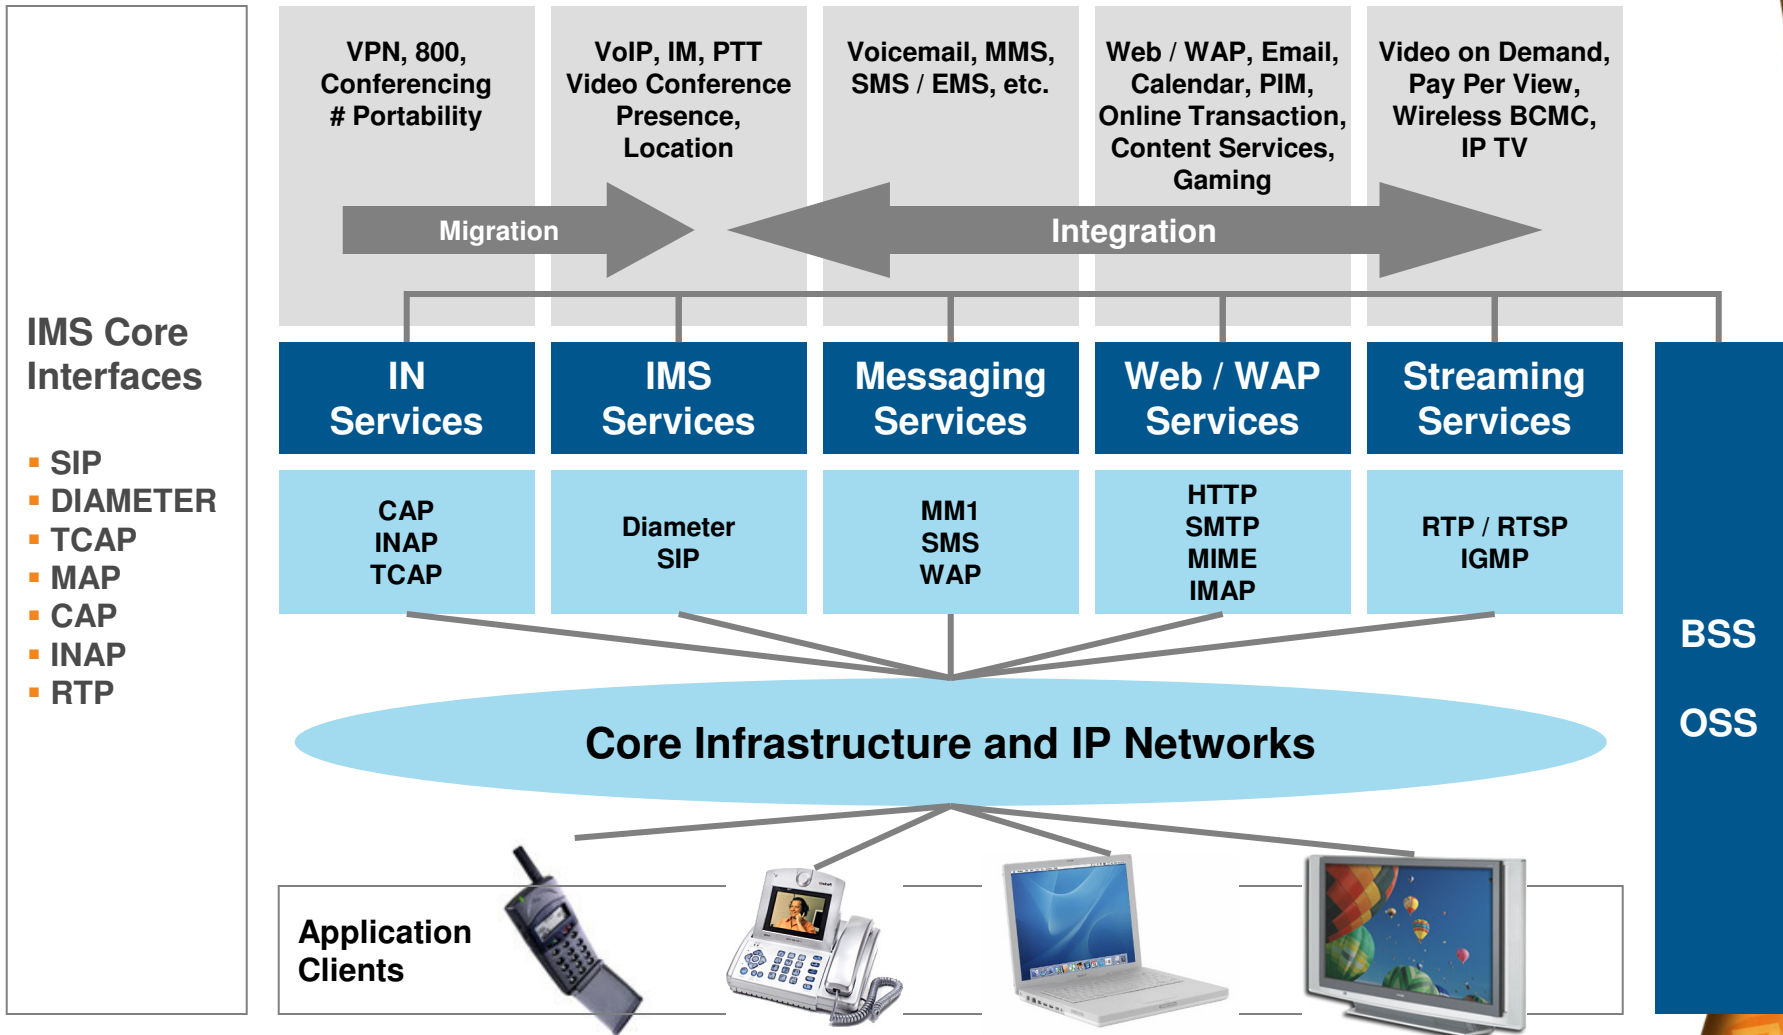 VPN, 800,
Conferencing
# Portability
VoIP, IM, PTT
Video Conference
Presence,
Location
Voicemail, MMS,
SMS / EMS, etc.
Web / WAP, Email,
Calendar, PIM,
Online Transaction,
Content Services,
Gaming
Video on Demand,
Pay Per View,
Wireless BCMC,
IP TV
Migration
Integration
IMS Core
Interfaces
▪ SIP
▪ DIAMETER
▪ TCAP
▪ MAP
▪ CAP
▪ INAP
▪ RTP
IN
Services
IMS
Services
Messaging
Services
Web / WAP
Services
Streaming
Services
CAP
INAP
TCAP
Diameter
SIP
MM1
SMS
WAP
HTTP
SMTP
MIME
IMAP
RTP / RTSP
IGMP
BSS
OSS
Core Infrastructure and IP Networks
Application
Clients